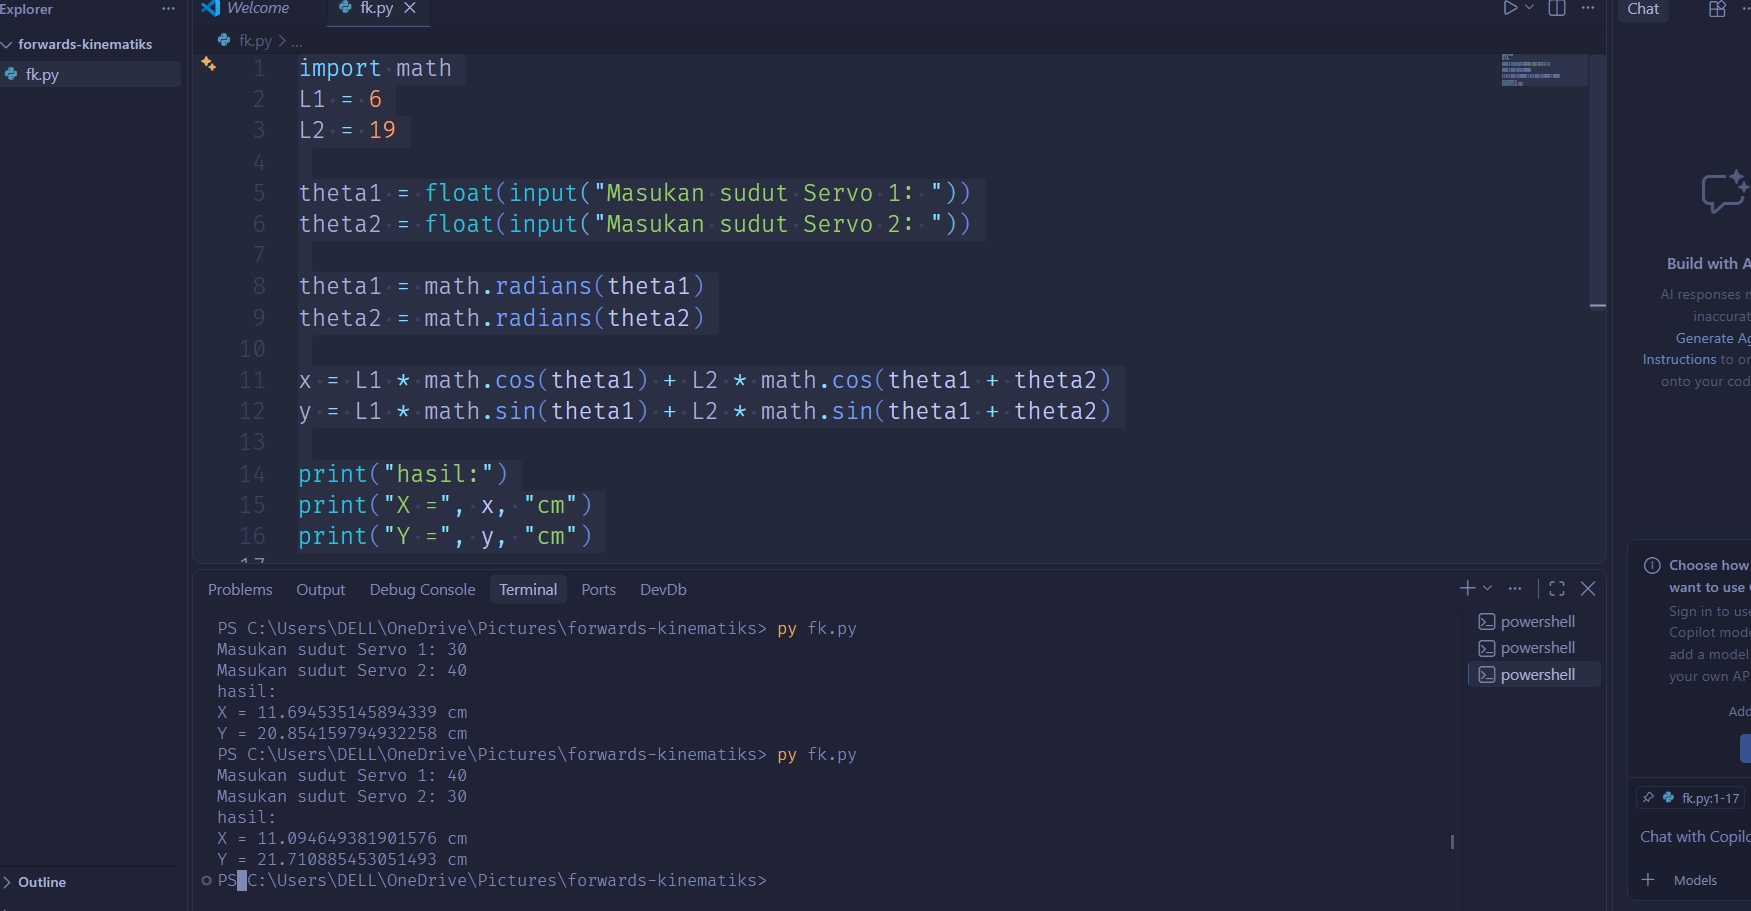 Explorer
forwards-kinematiks
fk.py
Outline
Welcome
fk.py
fk.py > ...
1 import math
2 L1 = 6
3 L2 = 19
4
5 theta1 = float(input("Masukan sudut Servo 1: "))
6 theta2 = float(input("Masukan sudut Servo 2: "))
7
8 theta1 = math.radians(theta1)
9 theta2 = math.radians(theta2)
10
11 x = L1 * math.cos(theta1) + L2 * math.cos(theta1 + theta2)
12 y = L1 * math.sin(theta1) + L2 * math.sin(theta1 + theta2)
13
14 print("hasil:")
15 print("X =", x, "cm")
16 print("Y =", y, "cm")
17
Problems Output Debug Console Terminal Ports DevDb
PS C:\Users\DELL\OneDrive\Pictures\forwards-kinematiks> py fk.py
Masukan sudut Servo 1: 30
Masukan sudut Servo 2: 40
hasil:
X = 11.694535145894339 cm
Y = 20.854159794932258 cm
PS C:\Users\DELL\OneDrive\Pictures\forwards-kinematiks> py fk.py
Masukan sudut Servo 1: 40
Masukan sudut Servo 2: 30
hasil:
X = 11.094649381901576 cm
Y = 21.710885453051493 cm
PS C:\Users\DELL\OneDrive\Pictures\forwards-kinematiks>
powershell
powershell
powershell
Chat
Build with A
AI responses
inaccurat
Generate Ag
Instructions to
onto your cod
Choose how
want to use
Sign in to use
Copilot mode
add a model
your own AP
Add
fk.py:1-17
Chat with Copilo
Models